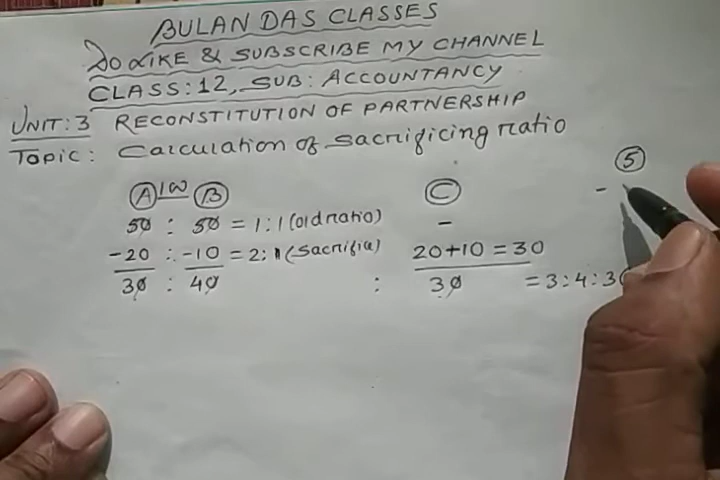 BULAN DAS CLASSES
DO LIKE & SUBSCRIBE MY CHANNEL
CLASS: 12, SUB: ACCOUNTANCY
UNIT: 3 RECONSTITUTION OF PARTNERSHIP
TOPIC: Calculation of Sacrificing ratio
5
A 100 B C -
50 : 50 = 1:1 (old ratio) -
-20 : -10 = 2:1 (Sacrifice) 20+10 = 30
30 : 40 : 30 = 3:4:3